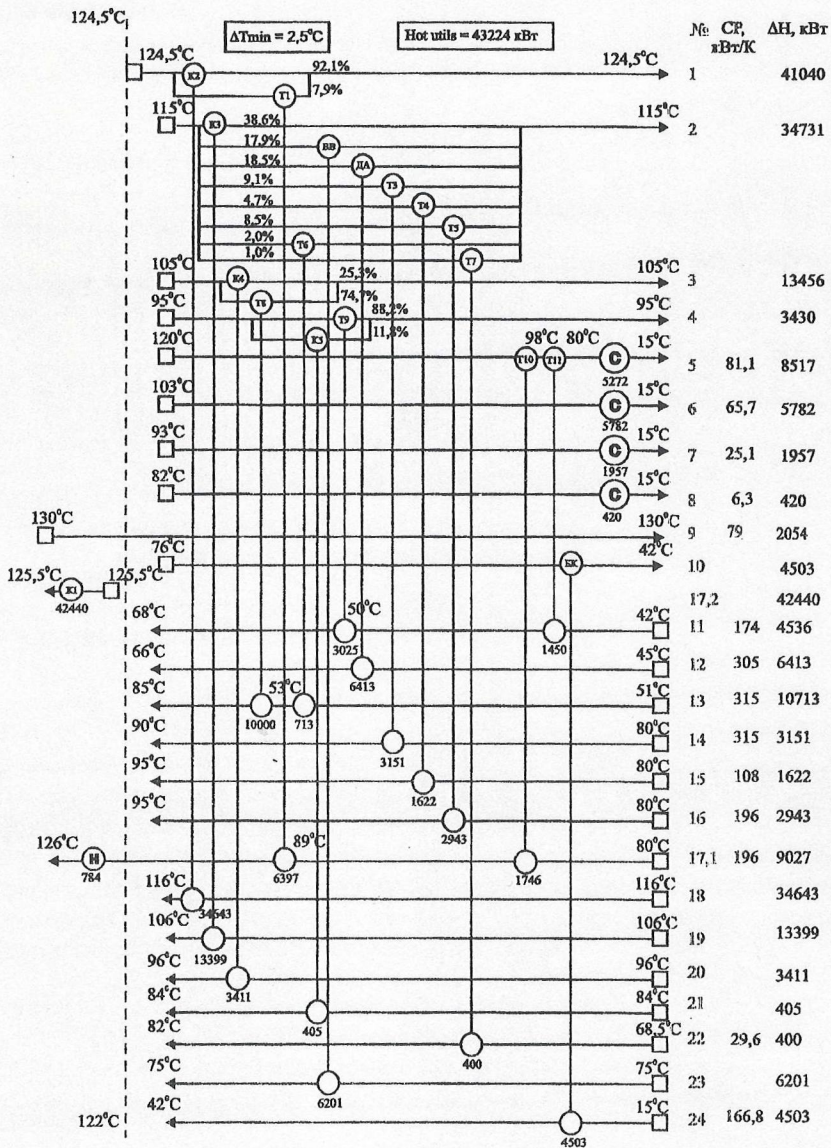 124,5°C
ΔTmin = 2,5°C
Hot utils = 43224 кВт
№ CP, кВт/К ΔH, кВт
124,5°C K2 92,1% 124,5°C 1 41040
T1 7,9%
115°C K3 38,6% 115°C 2 34731
17,9% ВВ
18,5% ДА
9,1% T3
4,7% T4
8,5% T5
2,0% T6
1,0% T7
105°C K4 25,3% 105°C 3 13456
T8 74,7%
95°C T9 88,2% 95°C 4 3430
K5 11,8%
120°C T10 98°C T11 80°C C 5272 15°C 5 81,1 8517
103°C C 5782 15°C 6 65,7 5782
93°C C 1957 15°C 7 25,1 1957
82°C C 420 15°C 8 6,3 420
130°C 130°C 9 79 2054
76°C БК 42°C 10 4503
125,5°C K1 42440 125,5°C 17,2 42440
68°C 3025 50°C 1450 42°C 11 174 4536
66°C 6413 45°C 12 305 6413
85°C 10000 53°C 713 51°C 13 315 10713
90°C 3151 80°C 14 315 3151
95°C 1622 80°C 15 108 1622
95°C 2943 80°C 16 196 2943
126°C H 784 6397 89°C 1746 80°C 17,1 196 9027
116°C 34643 116°C 18 34643
106°C 13399 106°C 19 13399
96°C 3411 96°C 20 3411
84°C 405 84°C 21 405
82°C 400 68,5°C 22 29,6 400
75°C 6201 75°C 23 6201
42°C 4503 15°C 24 166,8 4503
122°C